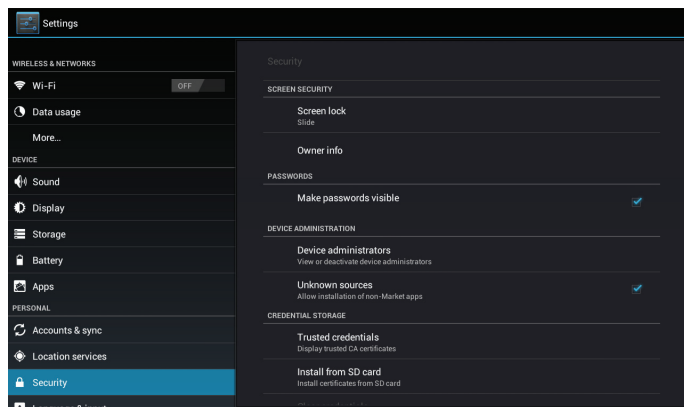 Settings
WIRELESS & NETWORKS
Wi-Fi
OFF
Data usage
More...
DEVICE
Sound
Display
Storage
Battery
Apps
PERSONAL
Accounts & sync
Location services
Security
Language & input
Security
SCREEN SECURITY
Screen lock
Slide
Owner info
PASSWORDS
Make passwords visible
DEVICE ADMINISTRATION
Device administrators
View or deactivate device administrators
Unknown sources
Allow installation of non-Market apps
CREDENTIAL STORAGE
Trusted credentials
Display trusted CA certificates
Install from SD card
Install certificates from SD card